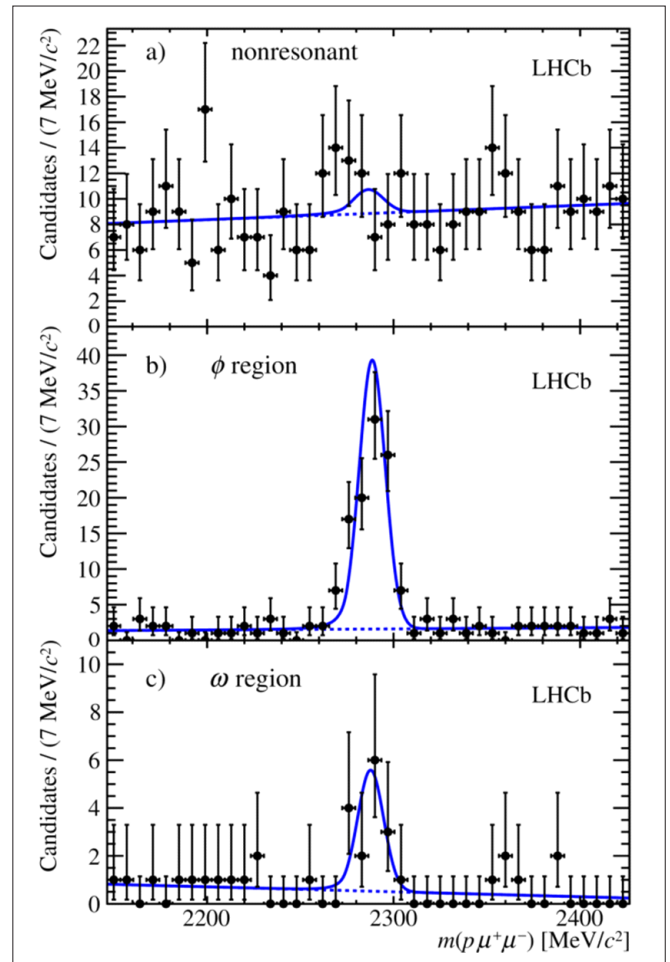 a) nonresonant
LHCb
Candidates / (7 MeV/c²)
22
20
18
16
14
12
10
8
6
4
2
0
b) ϕ region
LHCb
Candidates / (7 MeV/c²)
40
35
30
25
20
15
10
5
0
c) ω region
LHCb
Candidates / (7 MeV/c²)
10
8
6
4
2
0
2200 2300 2400
m(pμ⁺μ⁻) [MeV/c²]